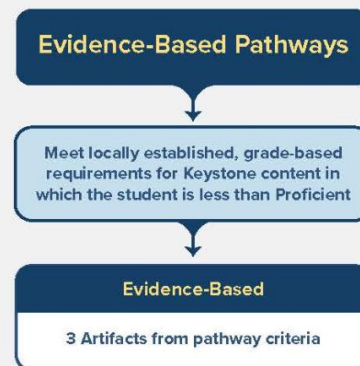 Evidence-Based Pathways
Meet locally established, grade-based
requirements for Keystone content in
which the student is less than Proficient
Evidence-Based
3 Artifacts from pathway criteria